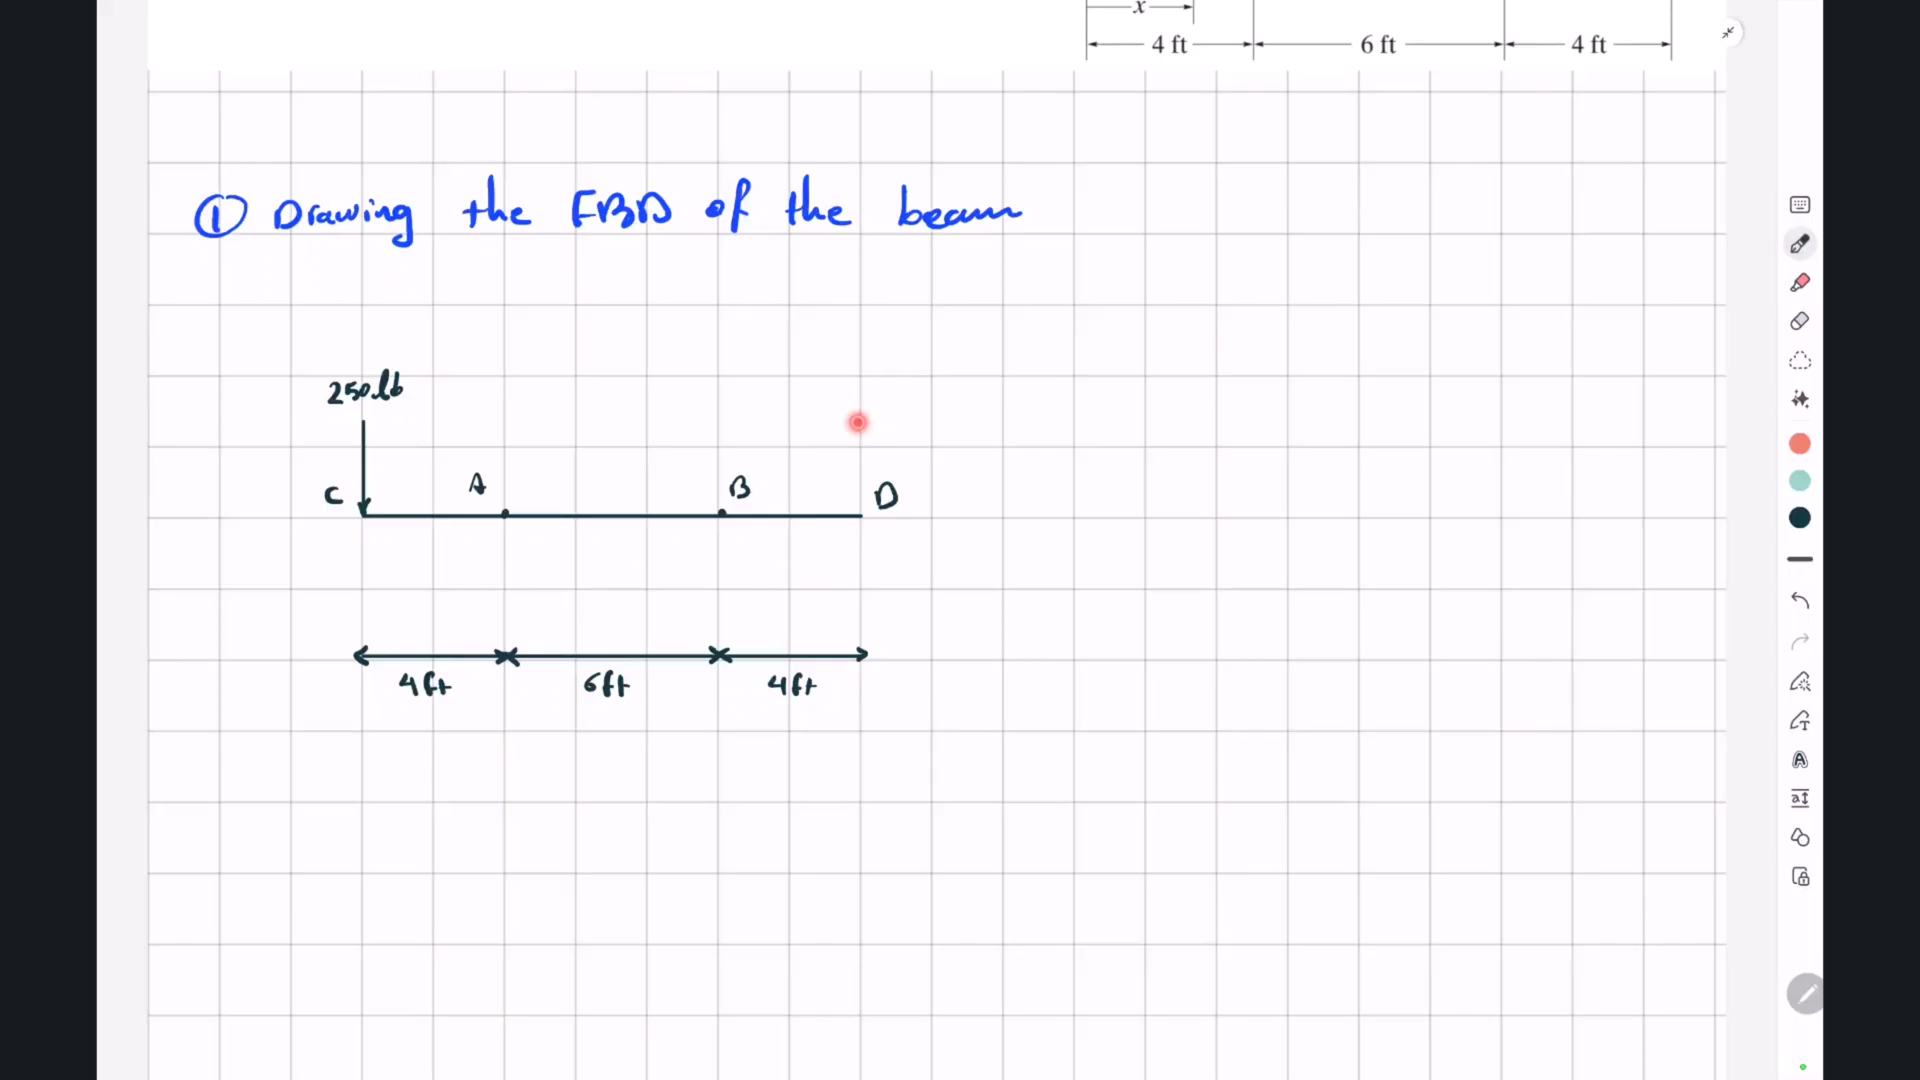 x
4 ft 6 ft 4 ft
① Drawing the FBD of the beam
250lb
C A B D
4ft 6ft 4ft